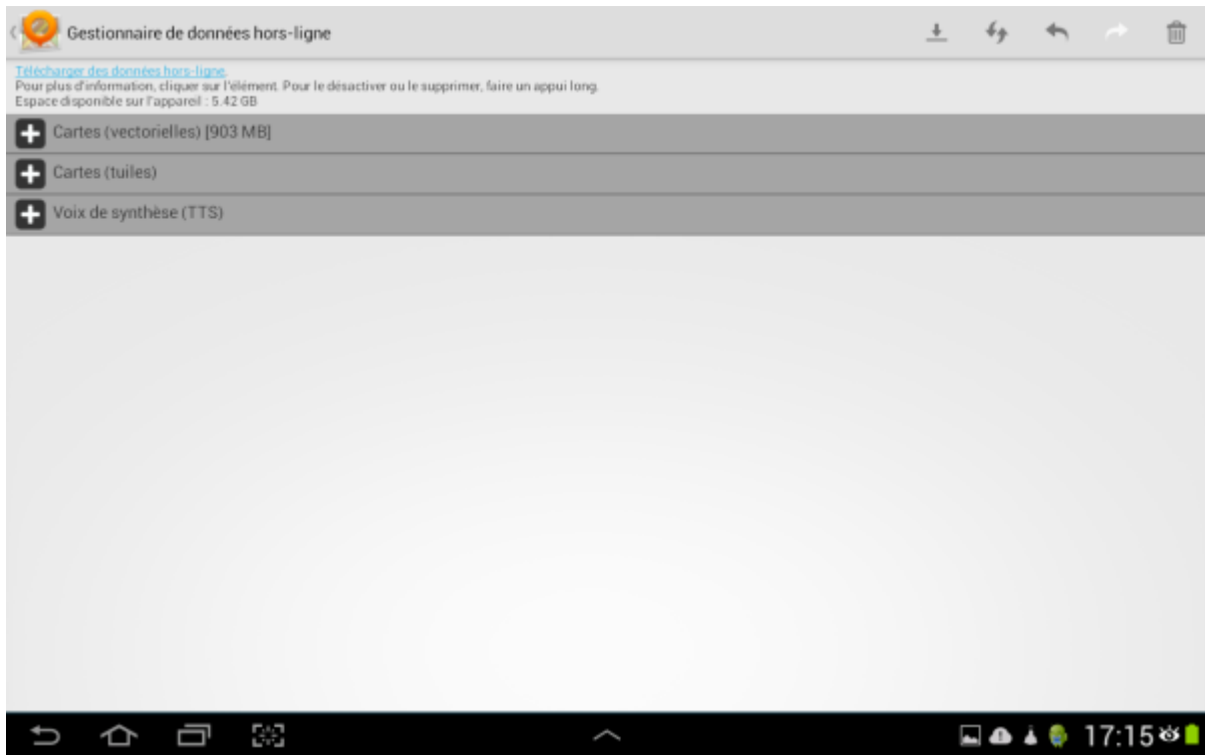 Gestionnaire de données hors-ligne
Télécharger des données hors-ligne.
Pour plus d'information, cliquer sur l'élément. Pour le désactiver ou le supprimer, faire un appui long.
Espace disponible sur l'appareil : 5.42 GB
Cartes (vectorielles) [903 MB]
Cartes (tuiles)
Voix de synthèse (TTS)
17:15